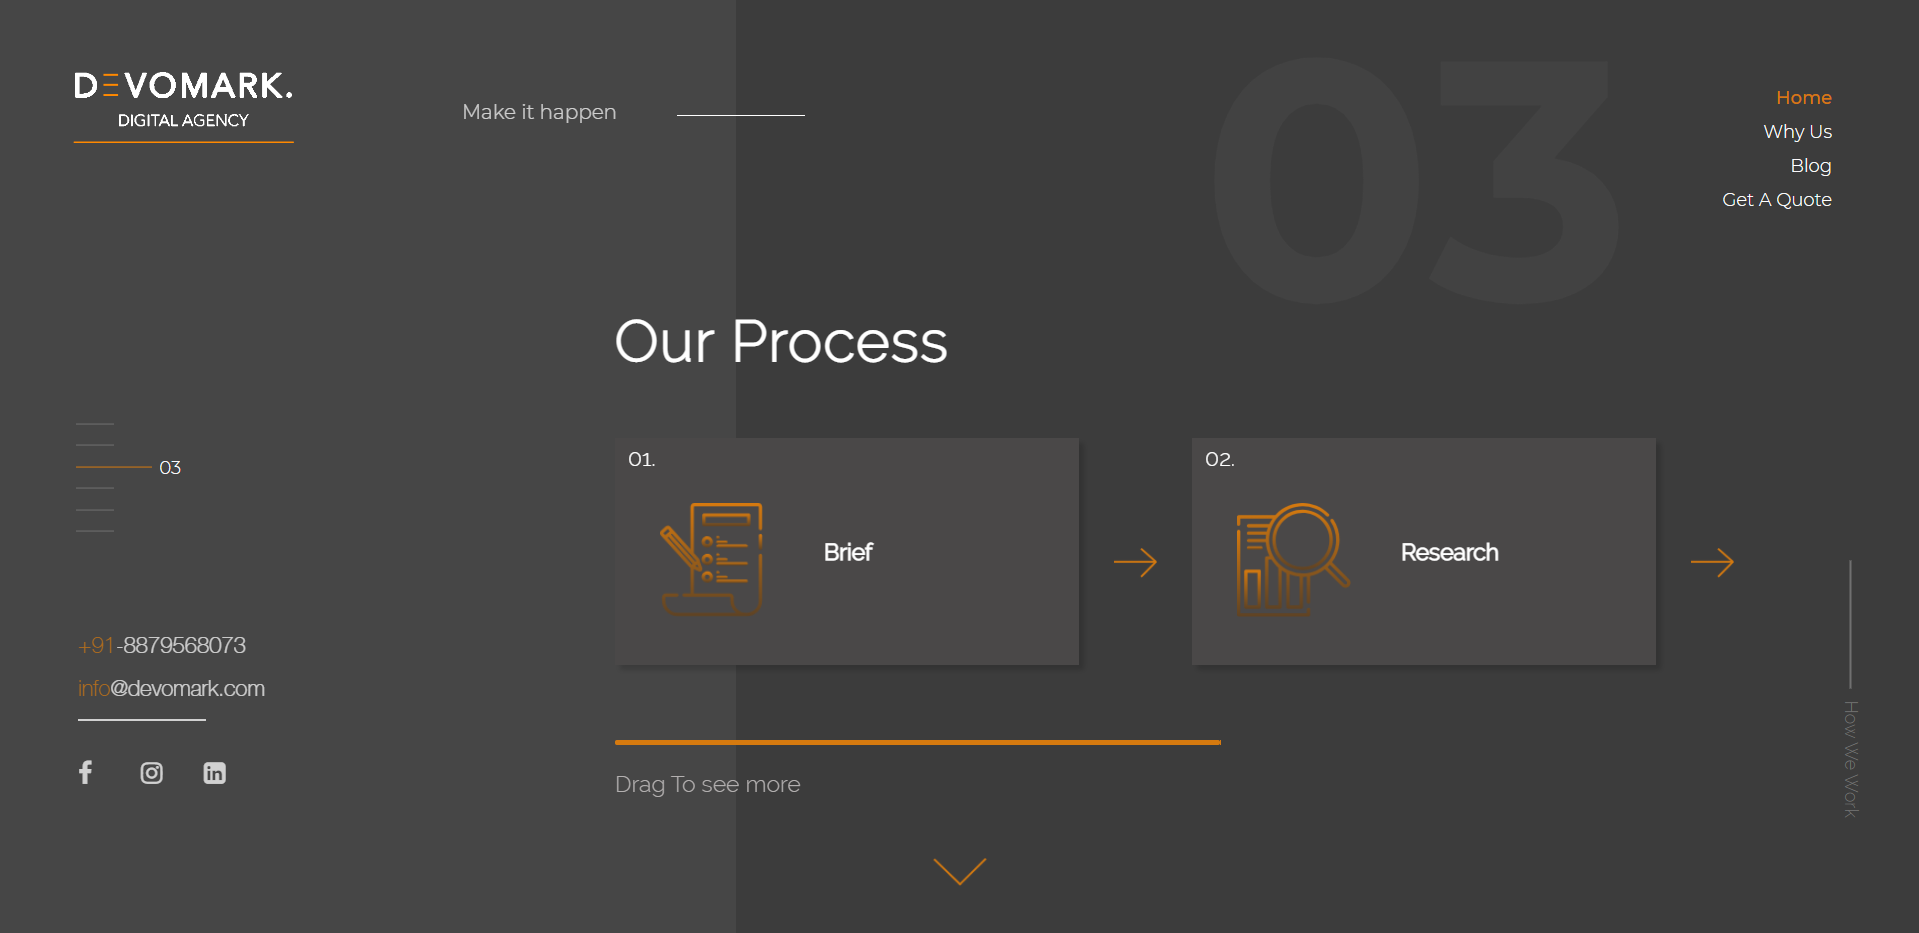 DEVOMARK.
DIGITAL AGENCY
Make it happen
03
Home
Why Us
Blog
Get A Quote
Our Process
03
01.
Brief
02.
Research
+91-8879568073
info@devomark.com
in
Drag To see more
How We Work